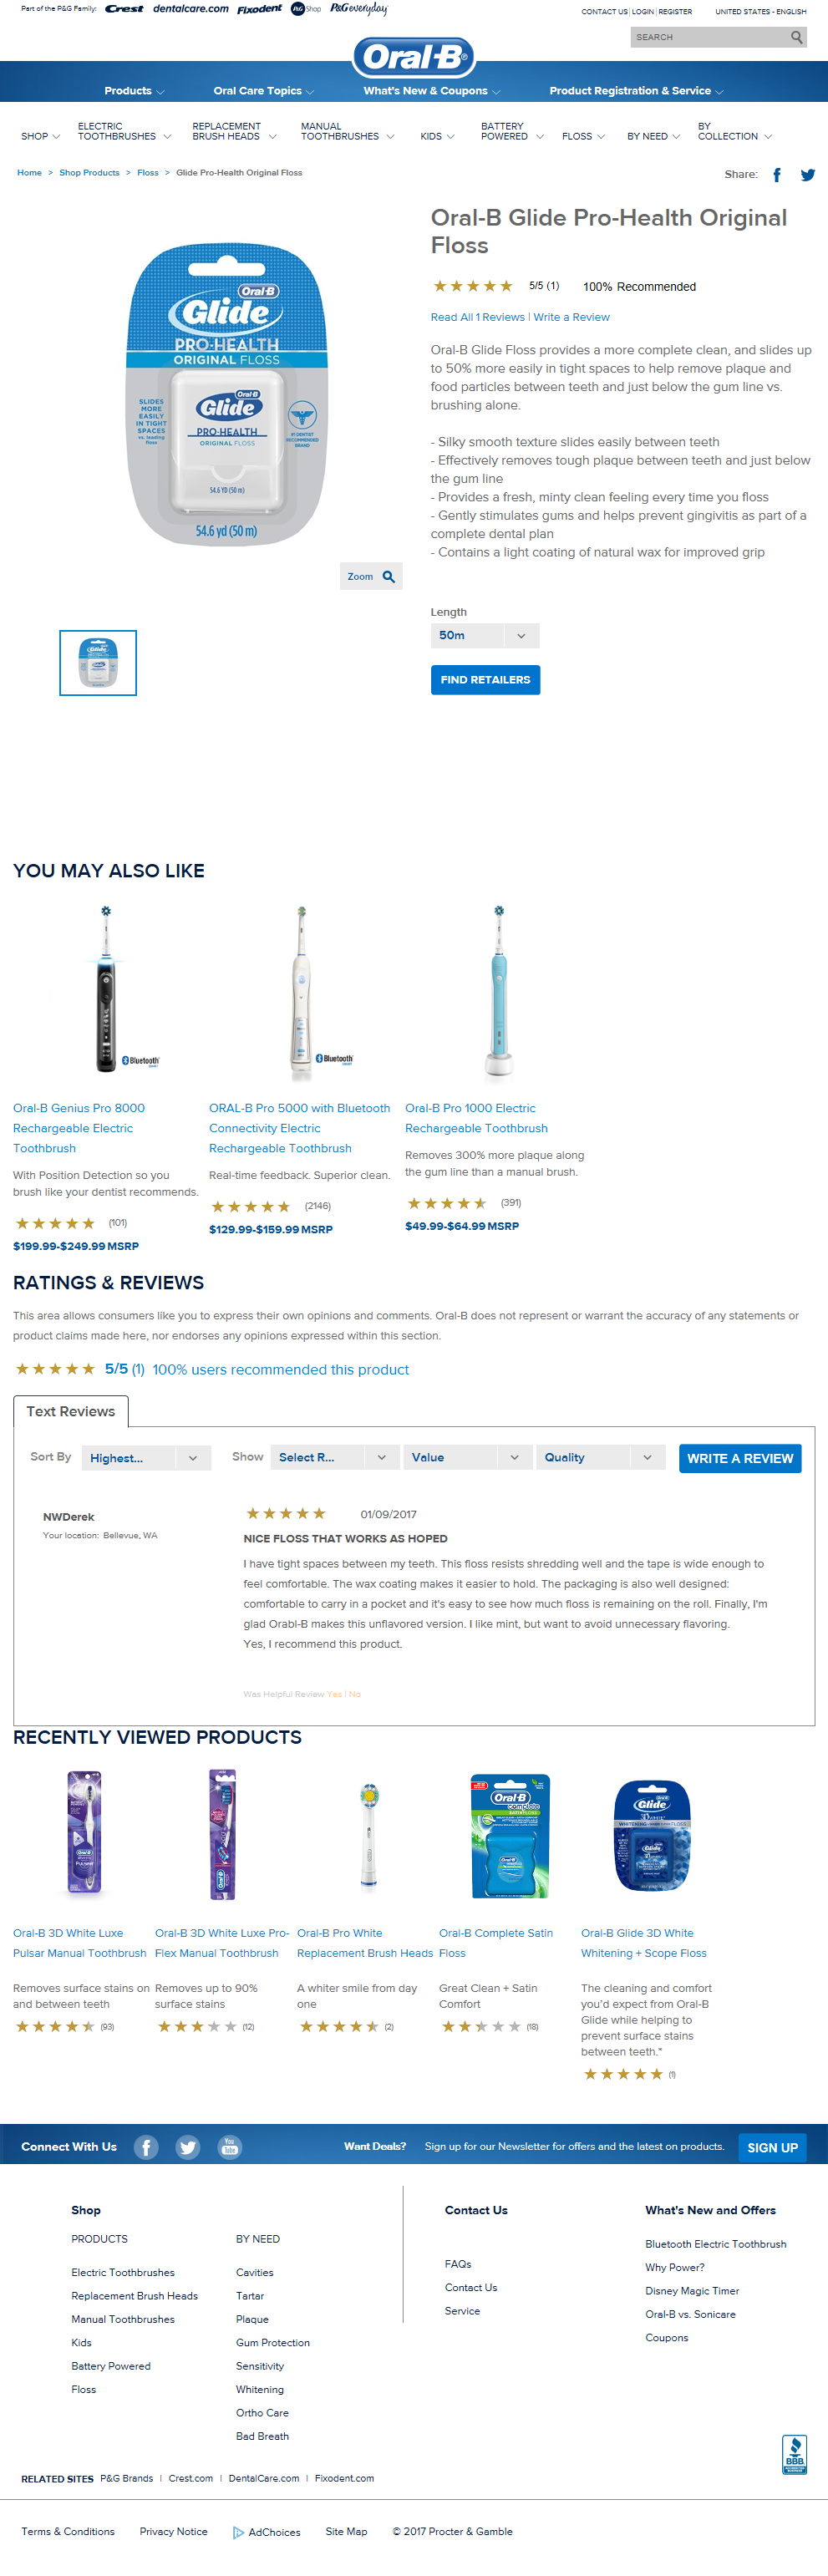 Part of the P&G Family: Crest dentalcare.com Fixodent P&G Shop P&Geveryday
CONTACT US | LOGIN | REGISTER UNITED STATES - ENGLISH
SEARCH
Oral-B
Products Oral Care Topics What's New & Coupons Product Registration & Service
SHOP ELECTRIC TOOTHBRUSHES REPLACEMENT BRUSH HEADS MANUAL TOOTHBRUSHES KIDS BATTERY POWERED FLOSS BY NEED BY COLLECTION
Home > Shop Products > Floss > Glide Pro-Health Original Floss
Share:
Oral-B
Glide
PRO-HEALTH
ORIGINAL FLOSS
SLIDES
MORE
EASILY
IN TIGHT
SPACES
vs. leading
floss
Oral-B
Glide
PRO-HEALTH
ORIGINAL FLOSS
54.6 YD (50 m)
#1 DENTIST
RECOMMENDED
BRAND
54.6 yd (50 m)
Zoom
Oral-B Glide Pro-Health Original
Floss
5/5 (1) 100% Recommended
Read All 1 Reviews | Write a Review
Oral-B Glide Floss provides a more complete clean, and slides up
to 50% more easily in tight spaces to help remove plaque and
food particles between teeth and just below the gum line vs.
brushing alone.
- Silky smooth texture slides easily between teeth
- Effectively removes tough plaque between teeth and just below
the gum line
- Provides a fresh, minty clean feeling every time you floss
- Gently stimulates gums and helps prevent gingivitis as part of a
complete dental plan
- Contains a light coating of natural wax for improved grip
Length
50m
FIND RETAILERS
YOU MAY ALSO LIKE
Bluetooand
Oral-B Genius Pro 8000
Rechargeable Electric
Toothbrush
With Position Detection so you
brush like your dentist recommends.
(101)
$199.99-$249.99 MSRP
Bluetooth
ORAL-B Pro 5000 with Bluetooth
Connectivity Electric
Rechargeable Toothbrush
Real-time feedback. Superior clean.
(2146)
$129.99-$159.99 MSRP
Oral-B Pro 1000 Electric
Rechargeable Toothbrush
Removes 300% more plaque along
the gum line than a manual brush.
(391)
$49.99-$64.99 MSRP
RATINGS & REVIEWS
This area allows consumers like you to express their own opinions and comments. Oral-B does not represent or warrant the accuracy of any statements or
product claims made here, nor endorses any opinions expressed within this section.
5/5 (1) 100% users recommended this product
Text Reviews
Sort By Highest... Show Select R... Value Quality WRITE A REVIEW
NWDerek
Your location: Bellevue, WA
01/09/2017
NICE FLOSS THAT WORKS AS HOPED
I have tight spaces between my teeth. This floss resists shredding well and the tape is wide enough to
feel comfortable. The wax coating makes it easier to hold. The packaging is also well designed:
comfortable to carry in a pocket and it's easy to see how much floss is remaining on the roll. Finally, I'm
glad Orabl-B makes this unflavored version. I like mint, but want to avoid unnecessary flavoring.
Yes, I recommend this product.
Was Helpful Review Yes | No
RECENTLY VIEWED PRODUCTS
Oral-B 3D White Luxe
Pulsar Manual Toothbrush
Removes surface stains on
and between teeth
(93)
Oral-B 3D White Luxe Pro-
Flex Manual Toothbrush
Removes up to 90%
surface stains
(12)
Oral-B Pro White
Replacement Brush Heads
A whiter smile from day
one
(2)
Oral-B
complete
Oral-B Complete Satin
Floss
Great Clean + Satin
Comfort
(18)
Glide
3D WHITE
Oral-B Glide 3D White
Whiting + Scope Floss
The cleaning and comfort
you'd expect from Oral-B
Glide while helping to
prevent surface stains
between teeth.*
(1)
Connect With Us You Tube Want Deals? Sign up for our Newsletter for offers and the latest on products. SIGN UP
Shop
PRODUCTS
Electric Toothbrushes
Replacement Brush Heads
Manual Toothbrushes
Kids
Battery Powered
Floss
BY NEED
Cavities
Tartar
Plaque
Gum Protection
Sensitivity
Whitening
Ortho Care
Bad Breath
Contact Us
FAQs
Contact Us
Service
What's New and Offers
Bluetooth Electric Toothbrush
Why Power?
Disney Magic Timer
Oral-B vs. Sonicare
Coupons
BBB
RELATED SITES P&G Brands | Crest.com | DentalCare.com | Fixodent.com
Terms & Conditions Privacy Notice AdChoices Site Map © 2017 Procter & Gamble